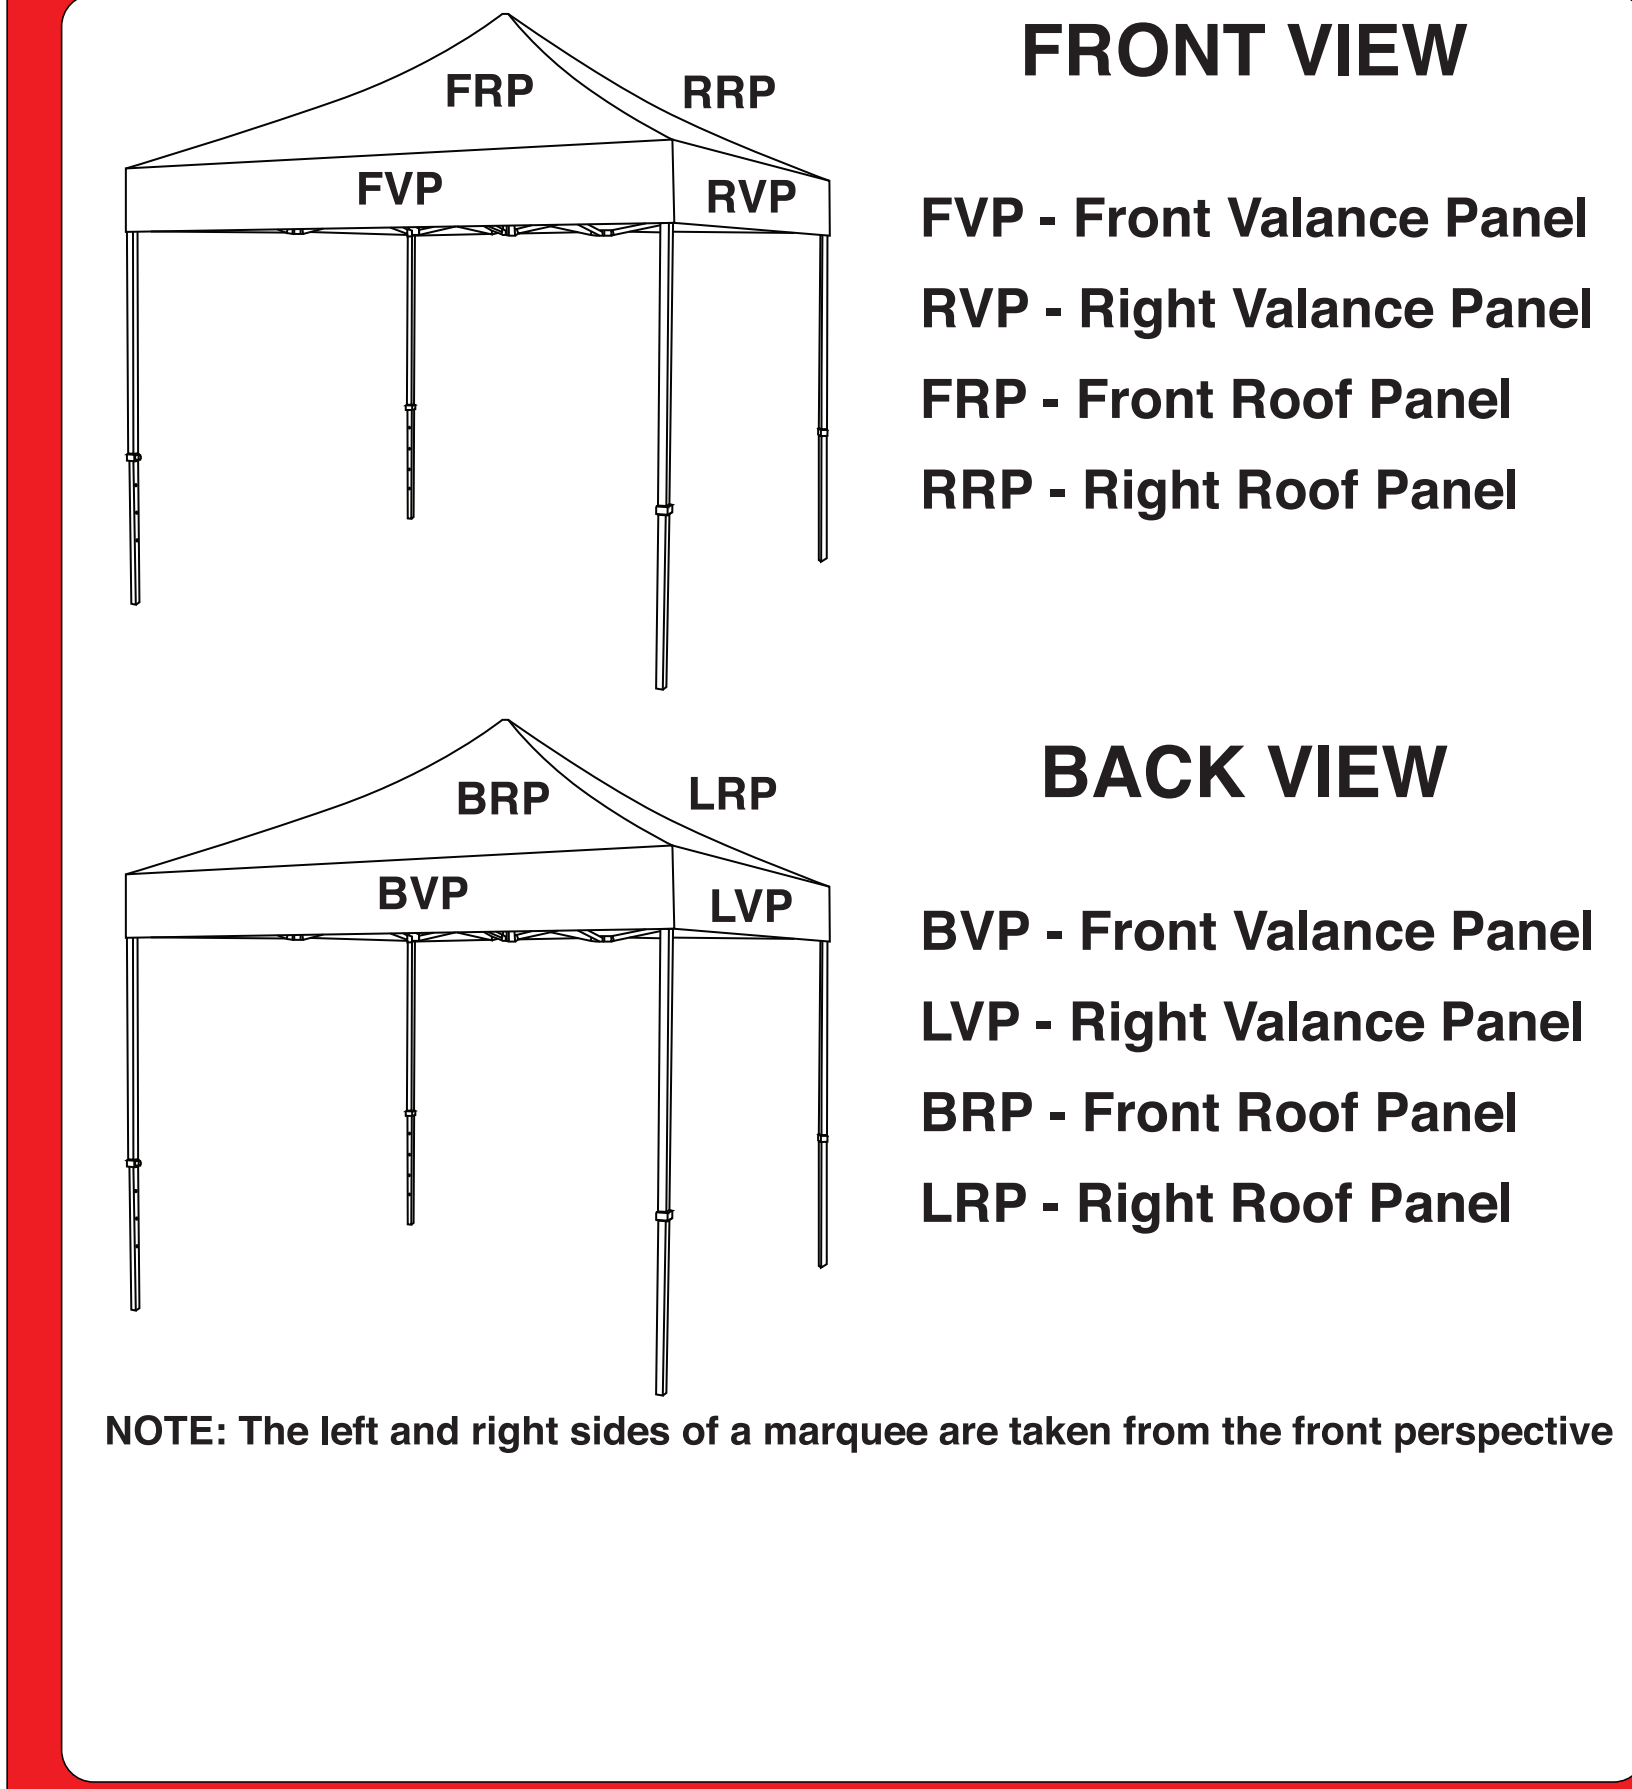 FRONT VIEW
FRP
RRP
FVP
RVP
FVP - Front Valance Panel
RVP - Right Valance Panel
FRP - Front Roof Panel
RRP - Right Roof Panel
BACK VIEW
BRP
LRP
BVP
LVP
BVP - Front Valance Panel
LVP - Right Valance Panel
BRP - Front Roof Panel
LRP - Right Roof Panel
NOTE: The left and right sides of a marquee are taken from the front perspective